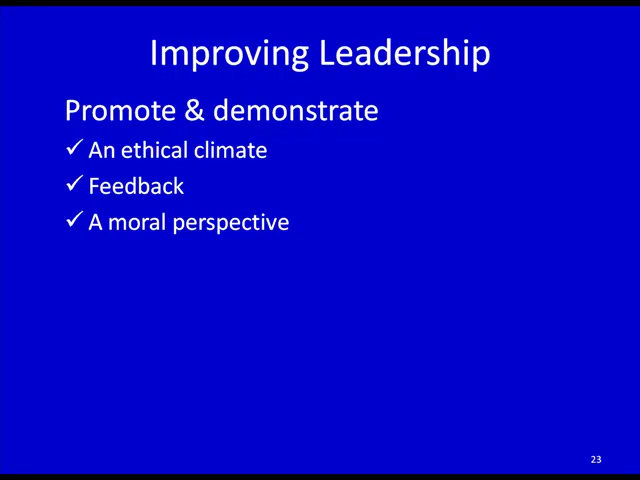 Improving Leadership
Promote & demonstrate
✓ An ethical climate
✓ Feedback
✓ A moral perspective
23